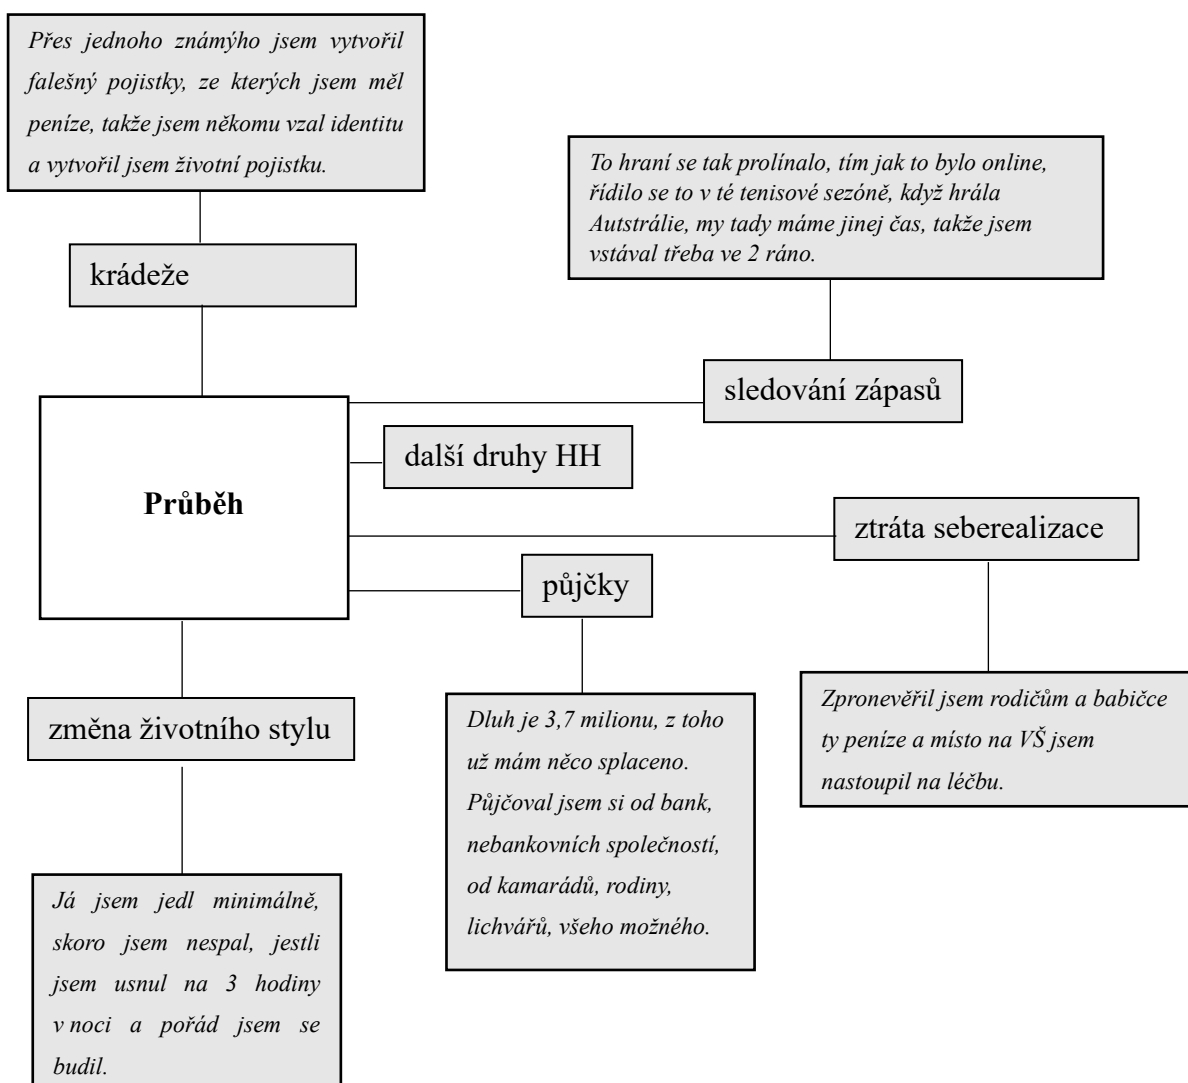 Přes jednoho známýho jsem vytvořil
falešný pojistky, ze kterých jsem měl
peníze, takže jsem někomu vzal identitu
a vytvořil jsem životní pojistku.
To hraní se tak prolínalo, tím jak to bylo online,
řídilo se to v té tenisové sezóně, když hrála
Autstrálie, my tady máme jinej čas, takže jsem
vstával třeba ve 2 ráno.
krádeže
sledování zápasů
další druhy HH
Průběh
ztráta seberealizace
půjčky
změna životního stylu
Zpronevěřil jsem rodičům a babičce
ty peníze a místo na VŠ jsem
nastoupil na léčbu.
Dluh je 3,7 milionu, z toho
už mám něco splaceno.
Půjčoval jsem si od bank,
nebankovních společností,
od kamarádů, rodiny,
lichvářů, všeho možného.
Já jsem jedl minimálně,
skoro jsem nespal, jestli
jsem usnul na 3 hodiny
v noci a pořád jsem se
budil.